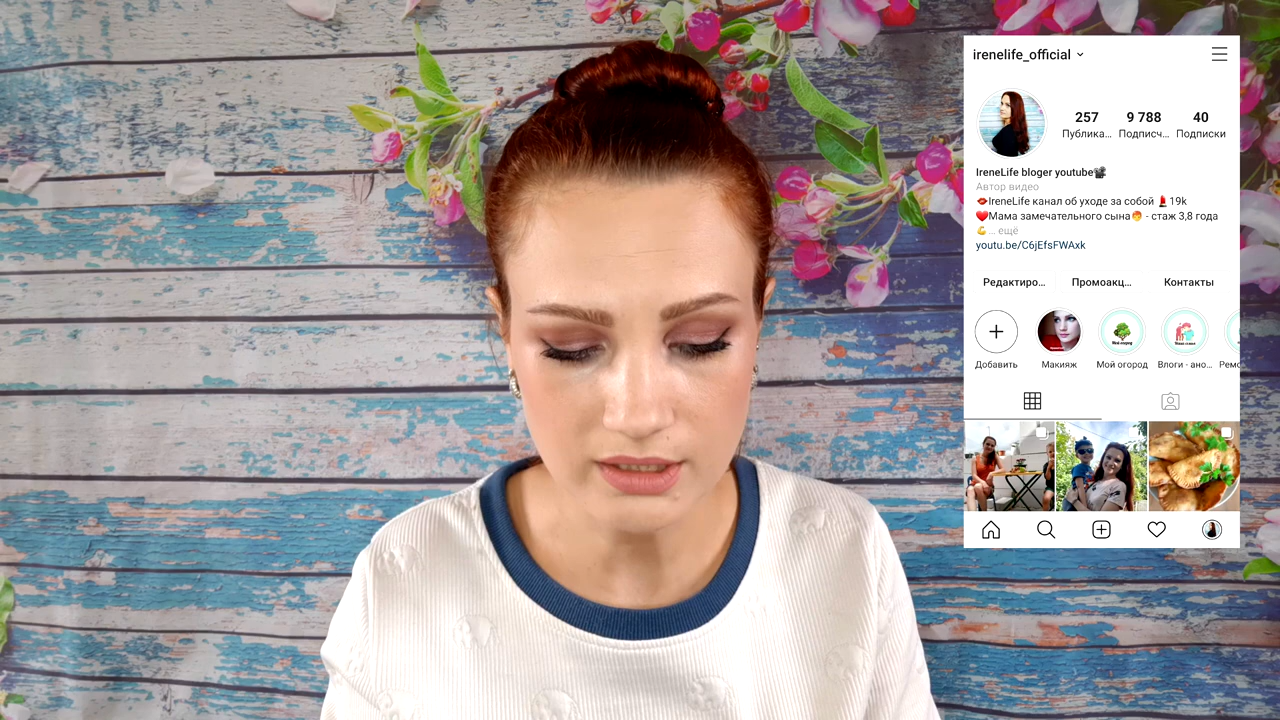 irenelife_official
257 9 788 40
Публика... Подписч... Подписки
IreneLife bloger youtube
Автор видео
IreneLife канал об уходе за собой 19k
Мама замечательного сына - стаж 3,8 года
... ещё
youtu.be/C6jEfsFWAxk
Редактиро... Промоакц... Контакты
Добавить Макияж Мой огород Влоги - ано... Ремо